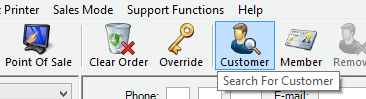 Printer Sales Mode Support Functions Help
Point Of Sale Clear Order Override Customer Member Remov
Search For Customer
Phone: E-mail: